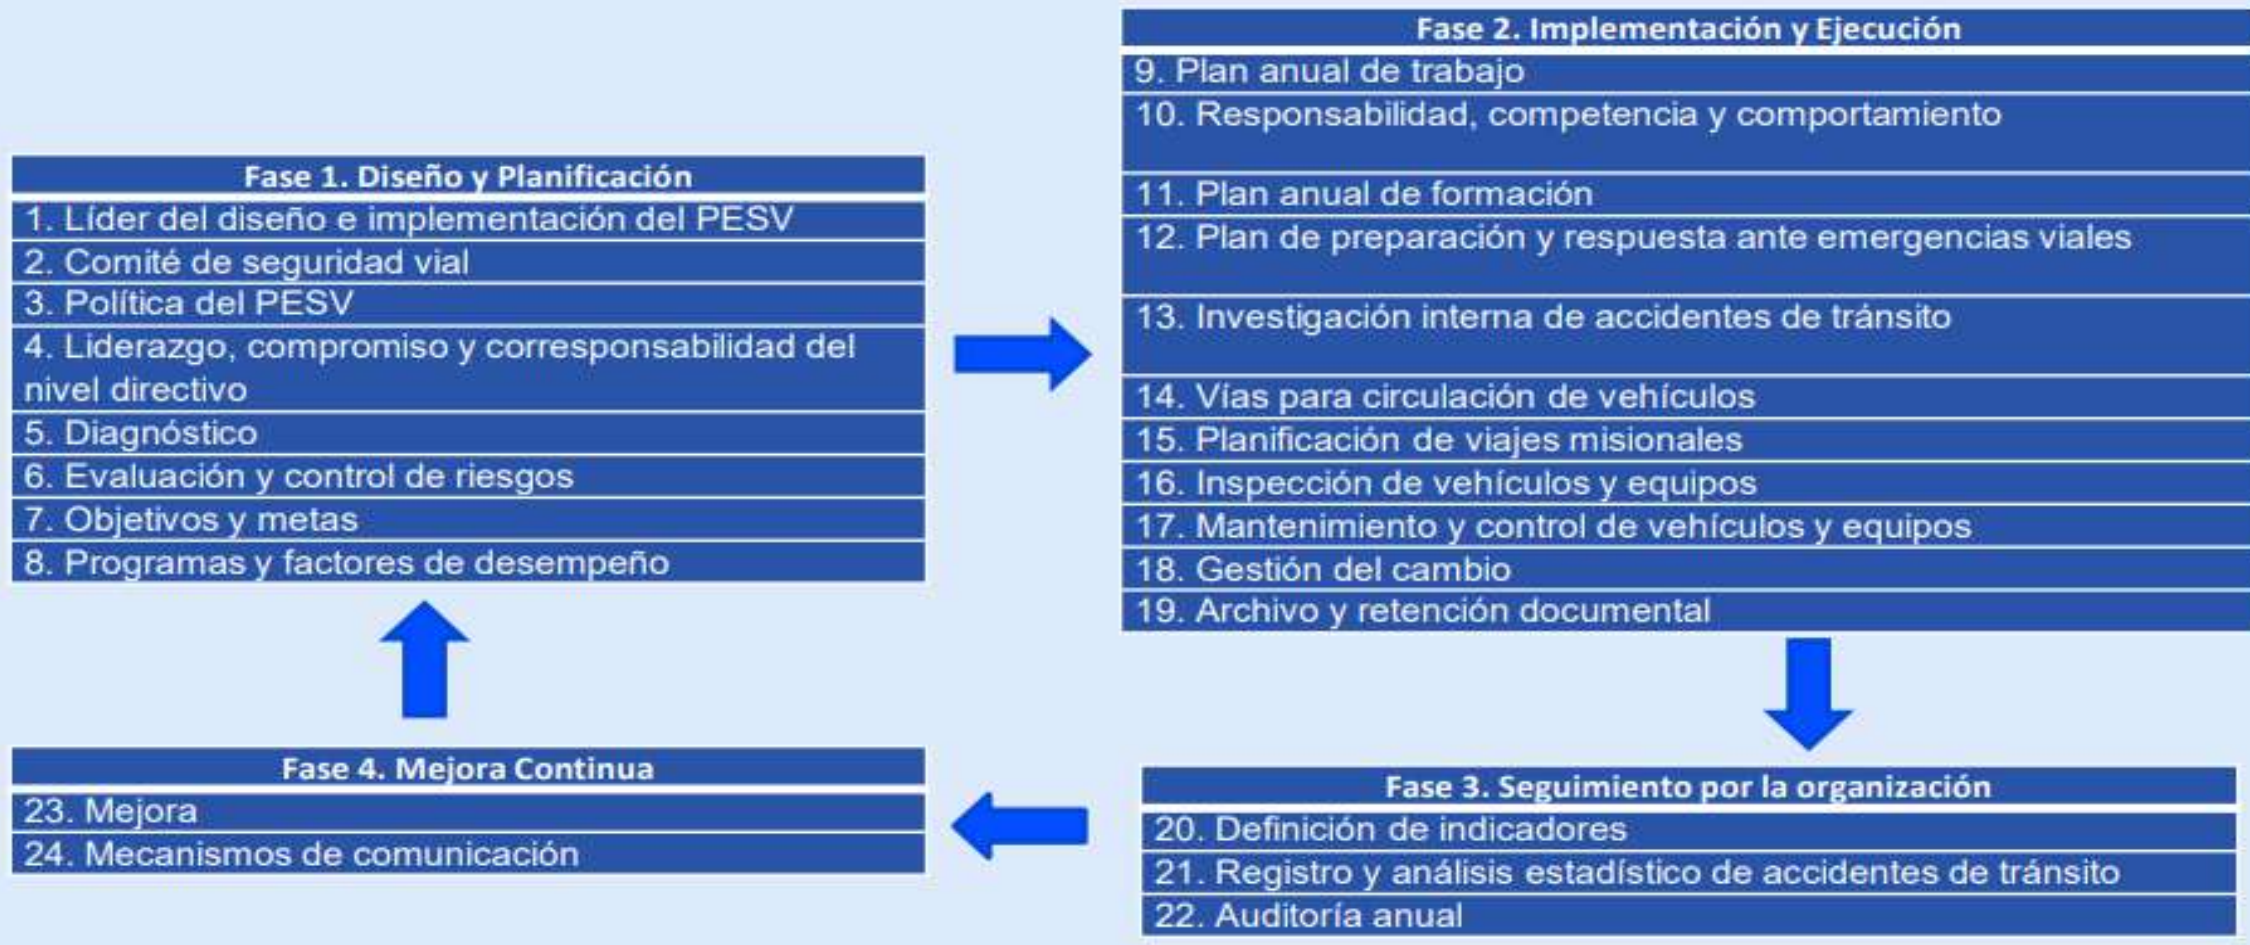 Fase 1. Diseño y Planificación
1. Líder del diseño e implementación del PESV
2. Comité de seguridad vial
3. Política del PESV
4. Liderazgo, compromiso y corresponsabilidad del
nivel directivo
5. Diagnóstico
6. Evaluación y control de riesgos
7. Objetivos y metas
8. Programas y factores de desempeño
Fase 2. Implementación y Ejecución
9. Plan anual de trabajo
10. Responsabilidad, competencia y comportamiento
11. Plan anual de formación
12. Plan de preparación y respuesta ante emergencias viales
13. Investigación interna de accidentes de tránsito
14. Vías para circulación de vehículos
15. Planificación de viajes misionales
16. Inspección de vehículos y equipos
17. Mantenimiento y control de vehículos y equipos
18. Gestión del cambio
19. Archivo y retención documental
Fase 3. Seguimiento por la organización
20. Definición de indicadores
21. Registro y análisis estadístico de accidentes de tránsito
22. Auditoría anual
Fase 4. Mejora Continua
23. Mejora
24. Mecanismos de comunicación